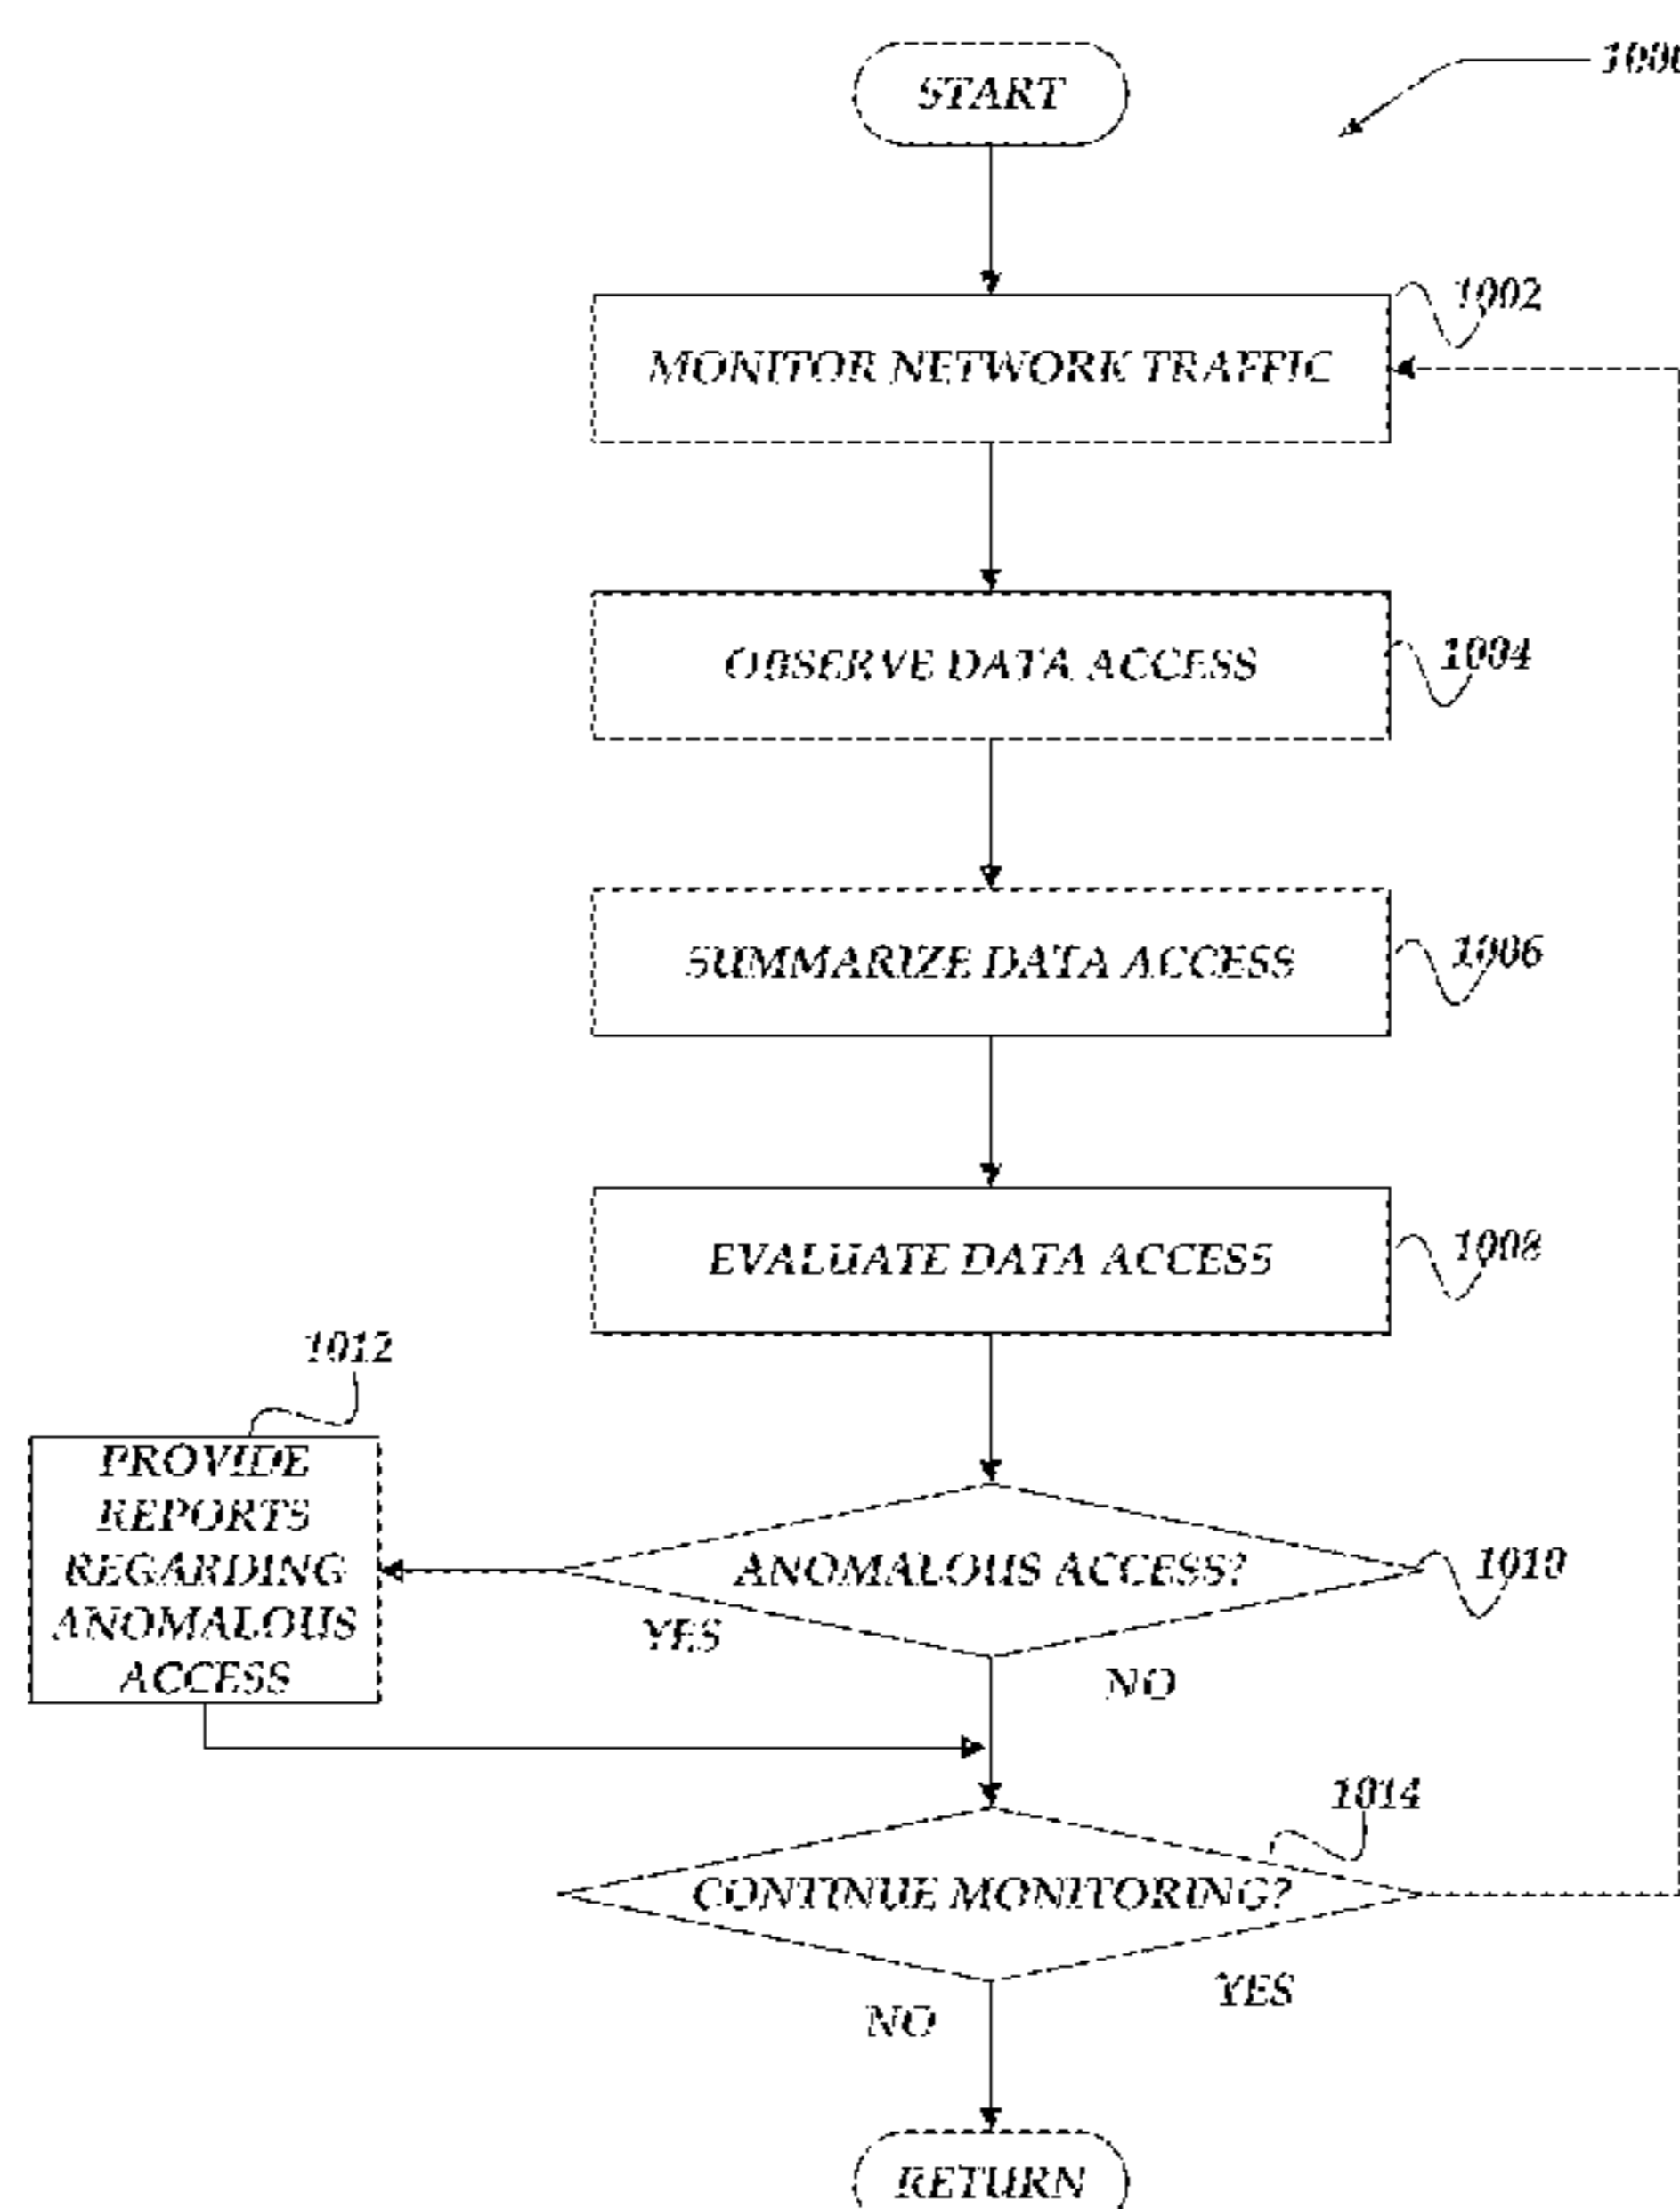 START
1000
1002
MONITOR NETWORK TRAFFIC
OBSERVE DATA ACCESS
1004
SUMMARIZE DATA ACCESS
1006
EVALUATE DATA ACCESS
1008
1012
PROVIDE
REPORTS
REGARDING
ANOMALOUS
ACCESS
ANOMALOUS ACCESS?
1010
YES
NO
1014
CONTINUE MONITORING?
YES
NO
RETURN